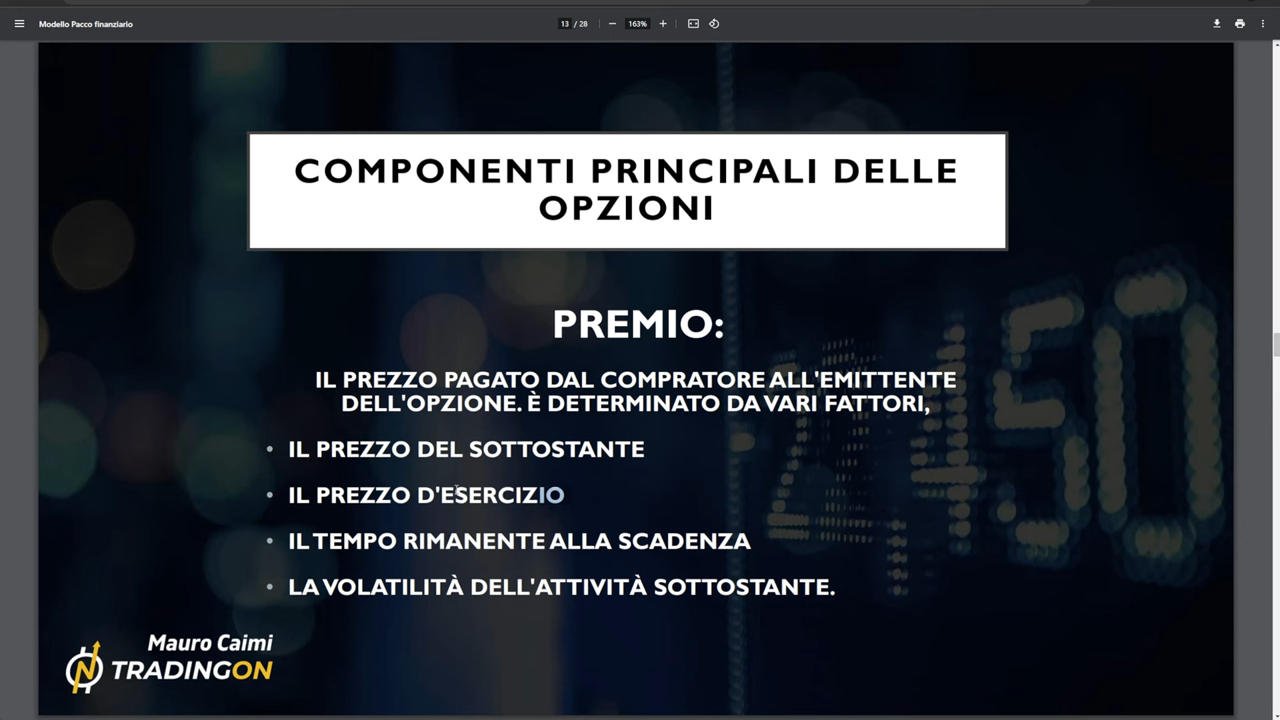 Modello Pacco finanziario
13 / 28
163%
COMPONENTI PRINCIPALI DELLE
OPZIONI
PREMIO:
IL PREZZO PAGATO DAL COMPRATORE ALL'EMITTENTE
DELL'OPZIONE. È DETERMINATO DA VARI FATTORI,
• IL PREZZO DEL SOTTOSTANTE
• IL PREZZO D'ESERCIZIO
• IL TEMPO RIMANENTE ALLA SCADENZA
• LA VOLATILITÀ DELL'ATTIVITÀ SOTTOSTANTE.
Mauro Caimi
TRADINGON